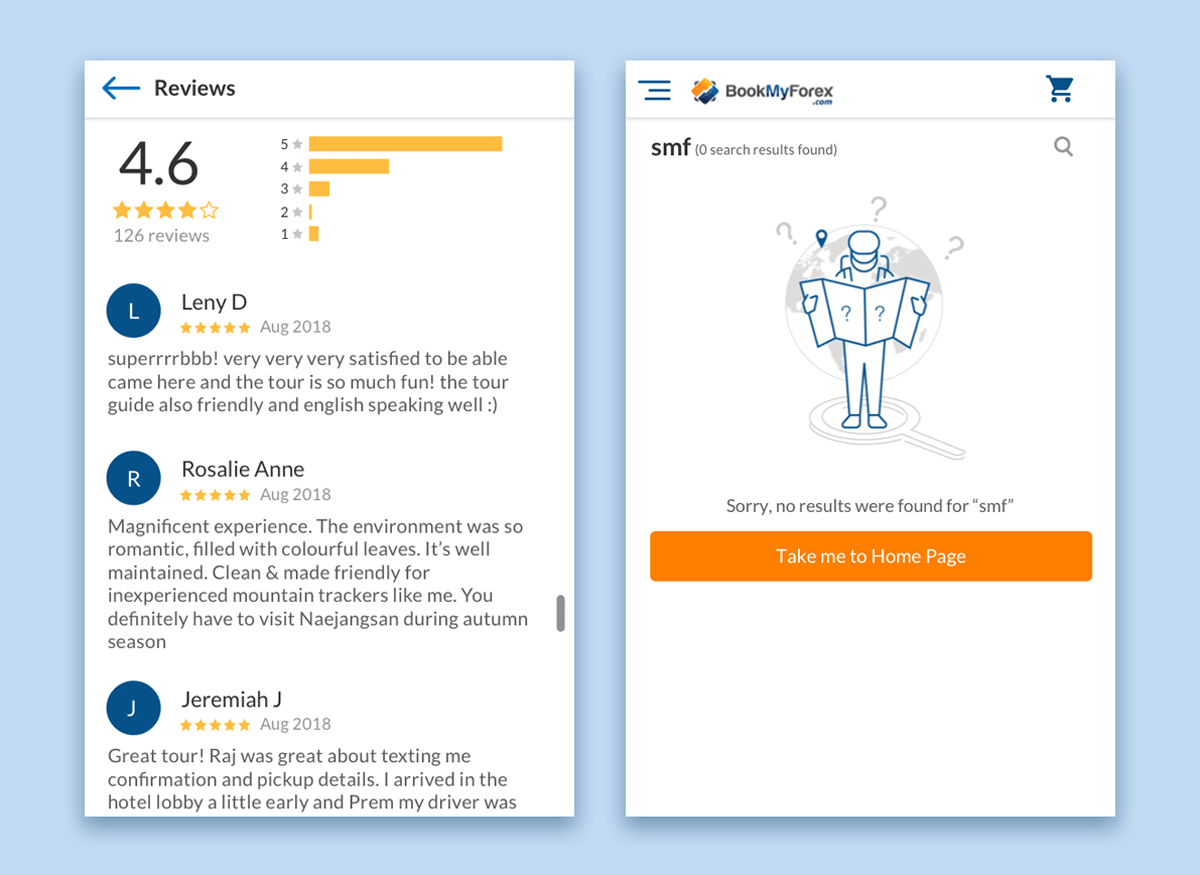 Reviews
4.6
126 reviews
5
4
3
2
1
L
Leny D
Aug 2018
superrrrbbb! very very very satisfied to be able
came here and the tour is so much fun! the tour
guide also friendly and english speaking well :)
R
Rosalie Anne
Aug 2018
Magnificent experience. The environment was so
romantic, filled with colourful leaves. It's well
maintained. Clean & made friendly for
inexperienced mountain trackers like me. You
definitely have to visit Naejangsan during autumn
season
J
Jeremiah J
Aug 2018
Great tour! Raj was great about texting me
confirmation and pickup details. I arrived in the
hotel lobby a little early and Prem my driver was
BookMyForex
.com
smf (0 search results found)
?
? ?
? ?
Sorry, no results were found for “smf”
Take me to Home Page